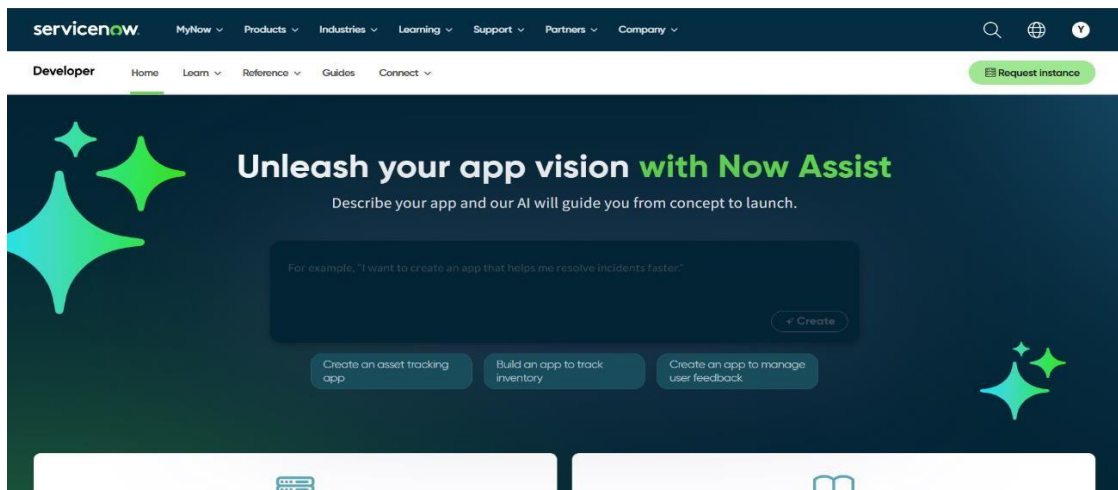 servicenow. MyNow Products Industries Learning Support Partners Company Y
Developer Home Learn Reference Guides Connect Request instance
Unleash your app vision with Now Assist
Describe your app and our AI will guide you from concept to launch.
For example, "I want to create an app that helps me resolve incidents faster."
Create
Create an asset tracking
app
Build an app to track
inventory
Create an app to manage
user feedback